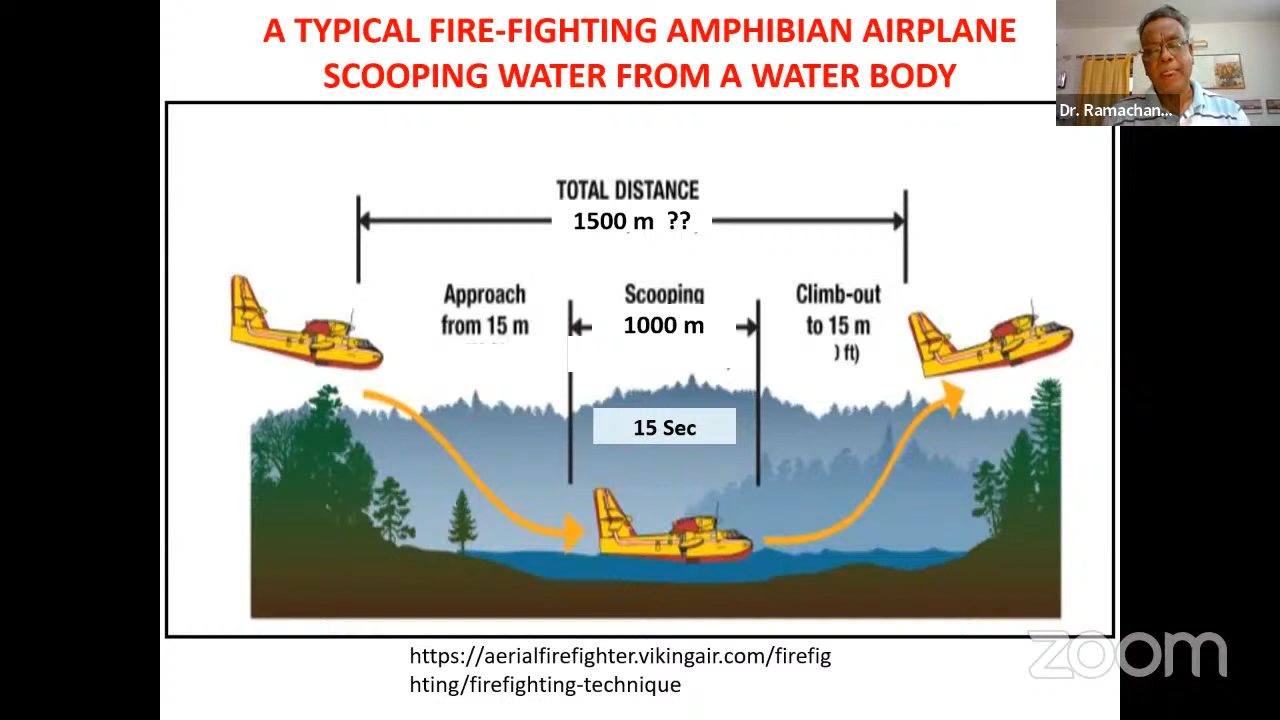 A TYPICAL FIRE-FIGHTING AMPHIBIAN AIRPLANE
SCOOPING WATER FROM A WATER BODY
Dr. Ramachan...
TOTAL DISTANCE
1500 m ??
Approach
from 15 m
Scooping
1000 m
Climb-out
to 15 m
) ft)
15 Sec
https://aerialfirefighter.vikingair.com/firefig
hting/firefighting-technique
zoom